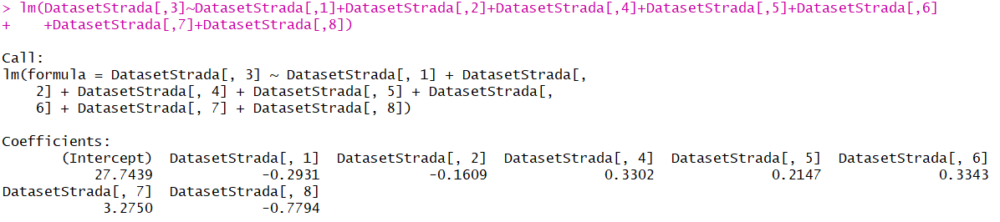 > lm(DatasetStrada[,3]~DatasetStrada[,1]+DatasetStrada[,2]+DatasetStrada[,4]+DatasetStrada[,5]+DatasetStrada[,6]
+    +DatasetStrada[,7]+DatasetStrada[,8])

Call:
lm(formula = DatasetStrada[, 3] ~ DatasetStrada[, 1] + DatasetStrada[,
    2] + DatasetStrada[, 4] + DatasetStrada[, 5] + DatasetStrada[,
    6] + DatasetStrada[, 7] + DatasetStrada[, 8])

Coefficients:
       (Intercept)  DatasetStrada[, 1]  DatasetStrada[, 2]  DatasetStrada[, 4]  DatasetStrada[, 5]  DatasetStrada[, 6]
           27.7439             -0.2931             -0.1609              0.3302              0.2147              0.3343
DatasetStrada[, 7]  DatasetStrada[, 8]
            3.2750             -0.7794